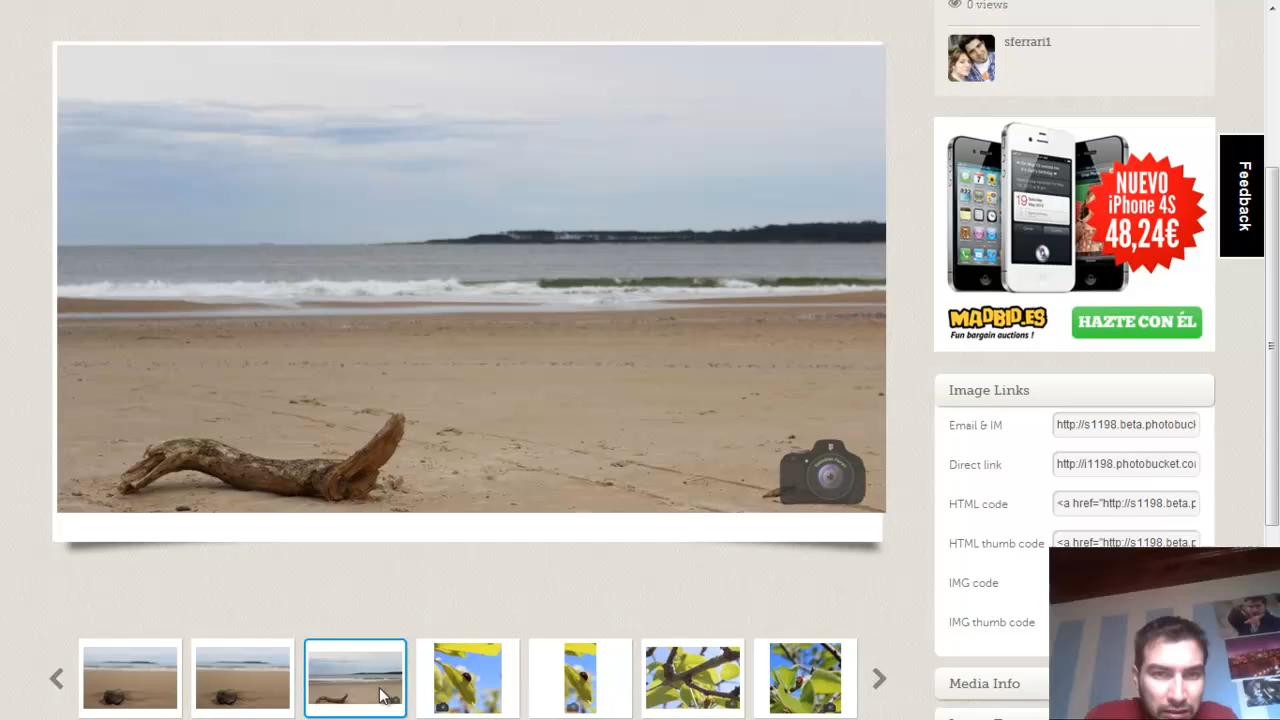 0 views
sferrari1
Feedback
NUEVO
iPhone 4S
48,24€
MADBID.ES
Fun bargain auctions !
HAZTE CON ÉL
Image Links
Email & IM
http://s1198.beta.photobuck
Direct link
http://i1198.photobucket.co
HTML code
<a href="http://s1198.beta.p
HTML thumb code
<a href="http://s1198.beta.p
IMG code
IMG thumb code
Media Info